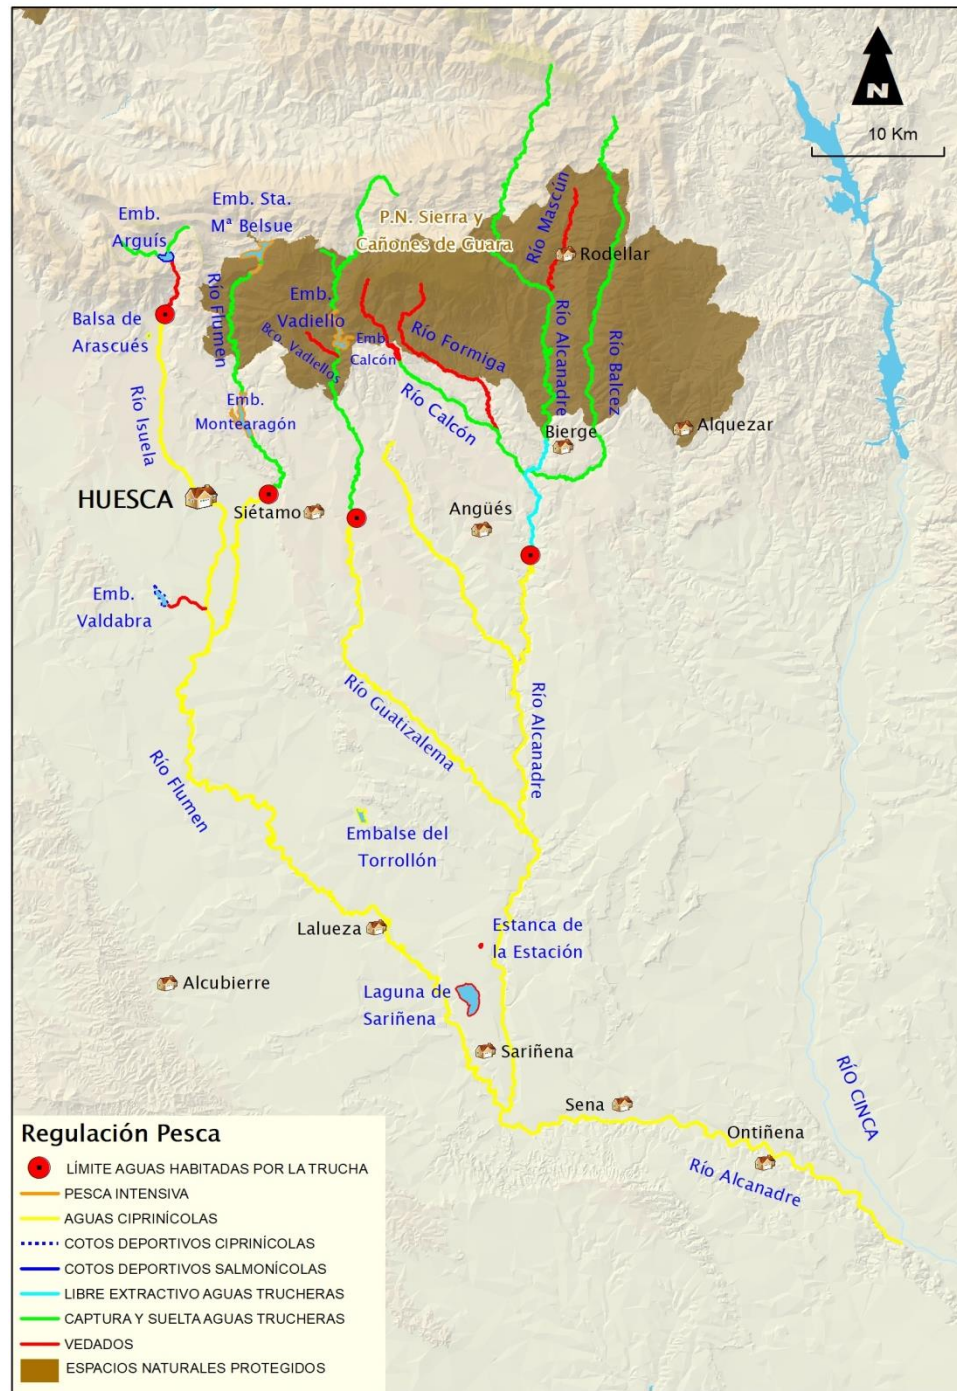 N
10 Km
Emb. Sta.
Mª Belsue
Emb.
Arguís
P.N. Sierra y
Cañones de Guara
Río Mascún
Rodellar
Río Flumen
Emb.
Vadiello
Balsa de
Arascués
Bco. Vadiellos
Emb.
Calcón
Río Formiga
Río Alcanadre
Río Balcez
Río Isuela
Emb.
Montearagón
Río Calcón
Bierge
Alquezar
HUESCA
Siétamo
Angüés
Emb.
Valdabra
Río Guatizalema
Río Alcanadre
Río Flumen
Embalse del
Torrollón
Lalueza
Estanca de
la Estación
Alcubierre
Laguna de
Sariñena
Sariñena
RÍO CINCA
Sena
Ontiñena
Río Alcanadre
Regulación Pesca
LÍMITE AGUAS HABITADAS POR LA TRUCHA
PESCA INTENSIVA
AGUAS CIPRINÍCOLAS
COTOS DEPORTIVOS CIPRINÍCOLAS
COTOS DEPORTIVOS SALMONÍCOLAS
LIBRE EXTRACTIVO AGUAS TRUCHERAS
CAPTURA Y SUELTA AGUAS TRUCHERAS
VEDADOS
ESPACIOS NATURALES PROTEGIDOS